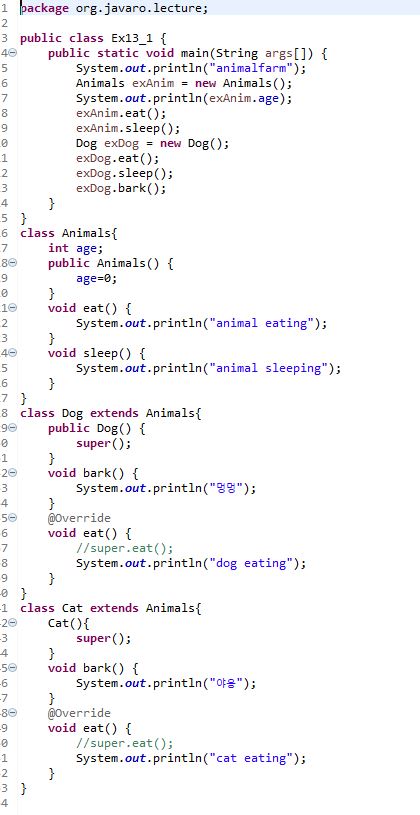 1 package org.javaro.lecture;
2
3 public class Ex13_1 {
4 public static void main(String args[]) {
5 System.out.println("animalfarm");
6 Animals exAnim = new Animals();
7 System.out.println(exAnim.age);
8 exAnim.eat();
9 exAnim.sleep();
0 Dog exDog = new Dog();
1 exDog.eat();
2 exDog.sleep();
3 exDog.bark();
4 }
5 }
6 class Animals{
7 int age;
8 public Animals() {
9 age=0;
0 }
1 void eat() {
2 System.out.println("animal eating");
3 }
4 void sleep() {
5 System.out.println("animal sleeping");
6 }
7 }
8 class Dog extends Animals{
9 public Dog() {
0 super();
1 }
2 void bark() {
3 System.out.println("멍멍");
4 }
5 @Override
6 void eat() {
7 //super.eat();
8 System.out.println("dog eating");
9 }
0 }
1 class Cat extends Animals{
2 Cat(){
3 super();
4 }
5 void bark() {
6 System.out.println("야옹");
7 }
8 @Override
9 void eat() {
0 //super.eat();
1 System.out.println("cat eating");
2 }
3 }
4